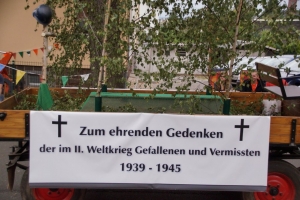 Zum ehrenden Gedenken
der im II. Weltkrieg Gefallenen und Vermissten
1939 - 1945